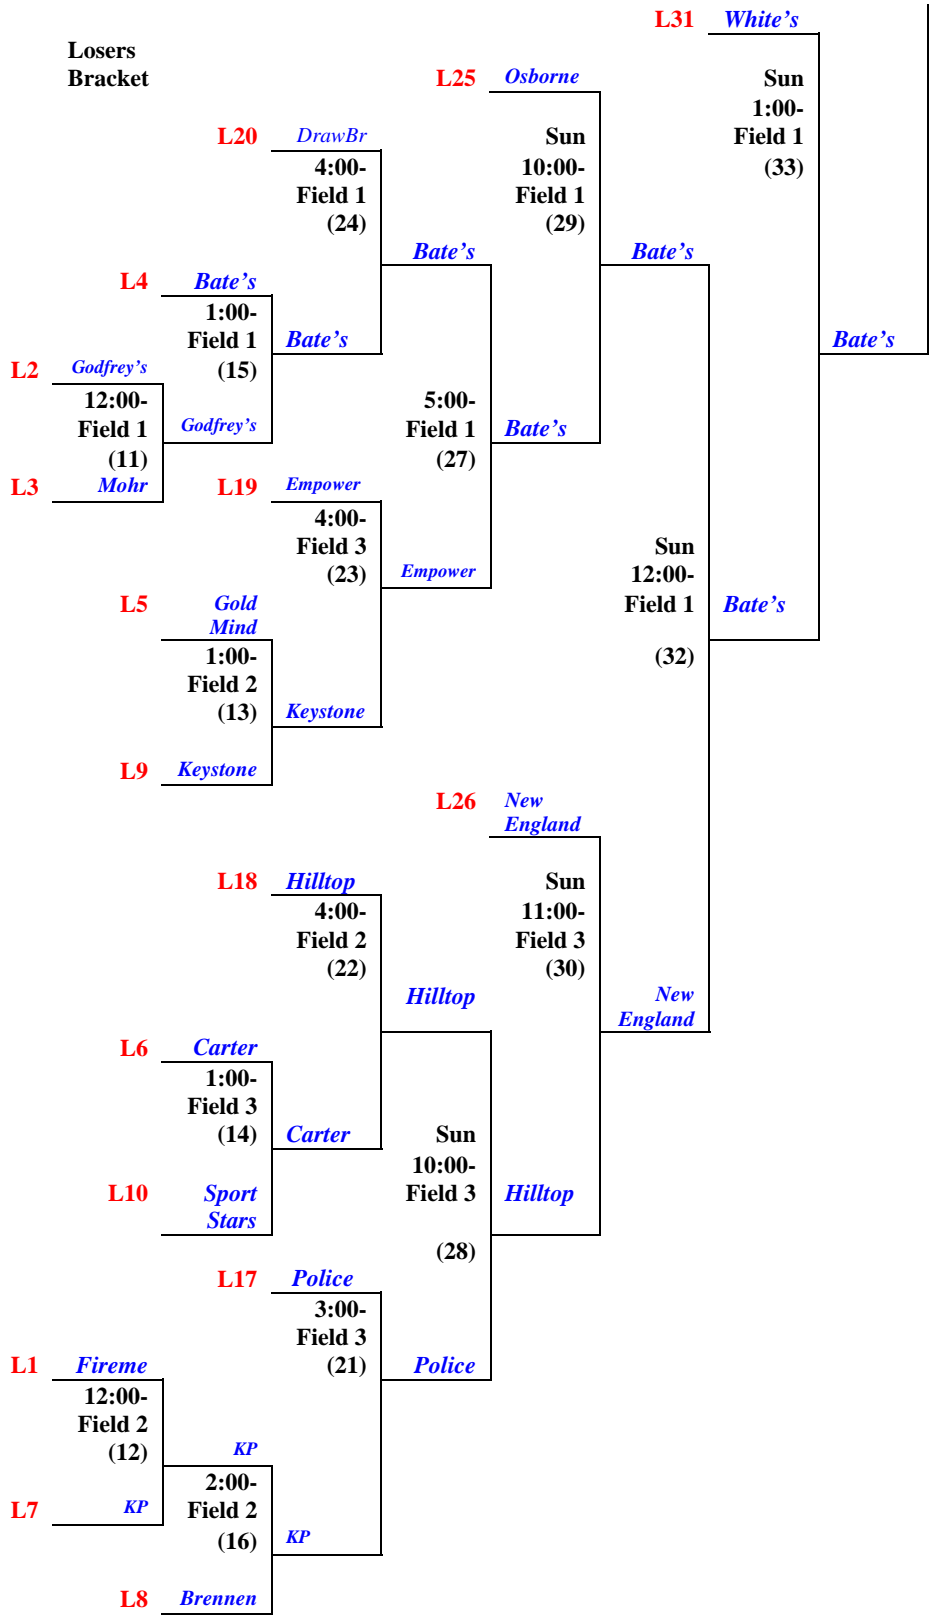 L31 White's
Losers
Bracket
L25 Osborne
Sun
1:00-
Field 1
(33)
L20 DrawBr
Sun
10:00-
Field 1
(29)
4:00-
Field 1
(24)
Bate's
Bate's
L4 Bate's
1:00-
Field 1
(15)
Bate's
Bate's
L2 Godfrey's
12:00-
Field 1
(11)
Godfrey's
5:00-
Field 1
(27)
Bate's
L3 Mohr
L19 Empower
4:00-
Field 3
(23)
Empower
Sun
12:00-
Field 1
(32)
Bate's
L5 Gold
Mind
1:00-
Field 2
(13)
Keystone
L9 Keystone
L26 New
England
L18 Hilltop
4:00-
Field 2
(22)
Sun
11:00-
Field 3
(30)
Hilltop
New
England
L6 Carter
1:00-
Field 3
(14)
Carter
Sun
10:00-
Field 3
(28)
Hilltop
L10 Sport
Stars
L17 Police
3:00-
Field 3
(21)
Police
L1 Fireme
12:00-
Field 2
(12)
KP
L7 KP
2:00-
Field 2
(16)
KP
L8 Brennen